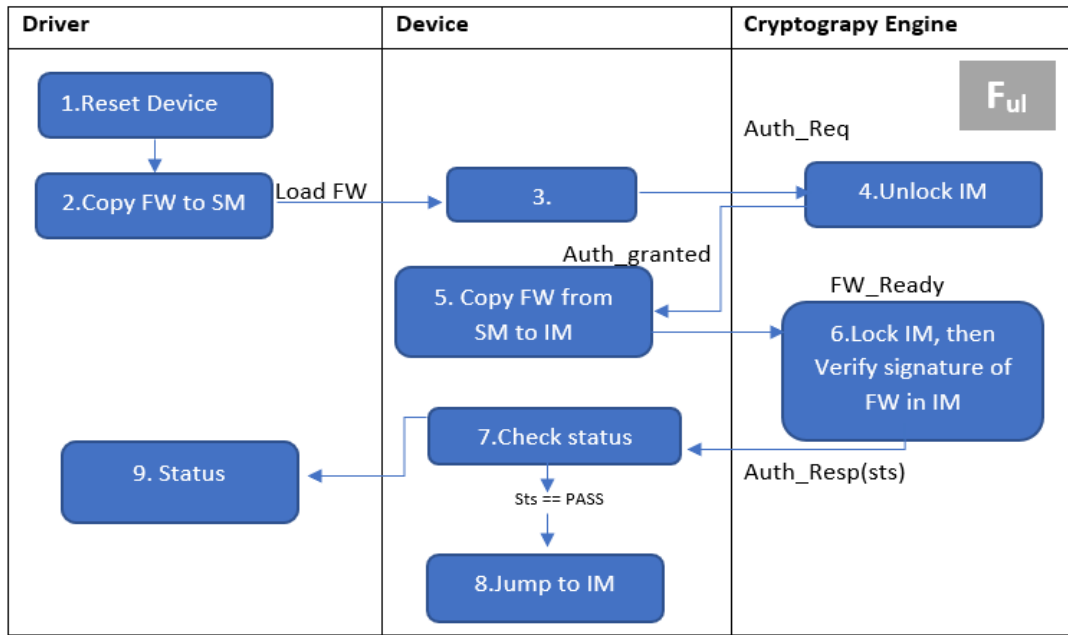 Driver
Device
Cryptograpy Engine
F_ul
1.Reset Device
Auth_Req
2.Copy FW to SM
Load FW
3.
4.Unlock IM
Auth_granted
5. Copy FW from
SM to IM
FW_Ready
6.Lock IM, then
Verify signature of
FW in IM
7.Check status
9. Status
Auth_Resp(sts)
Sts == PASS
8.Jump to IM